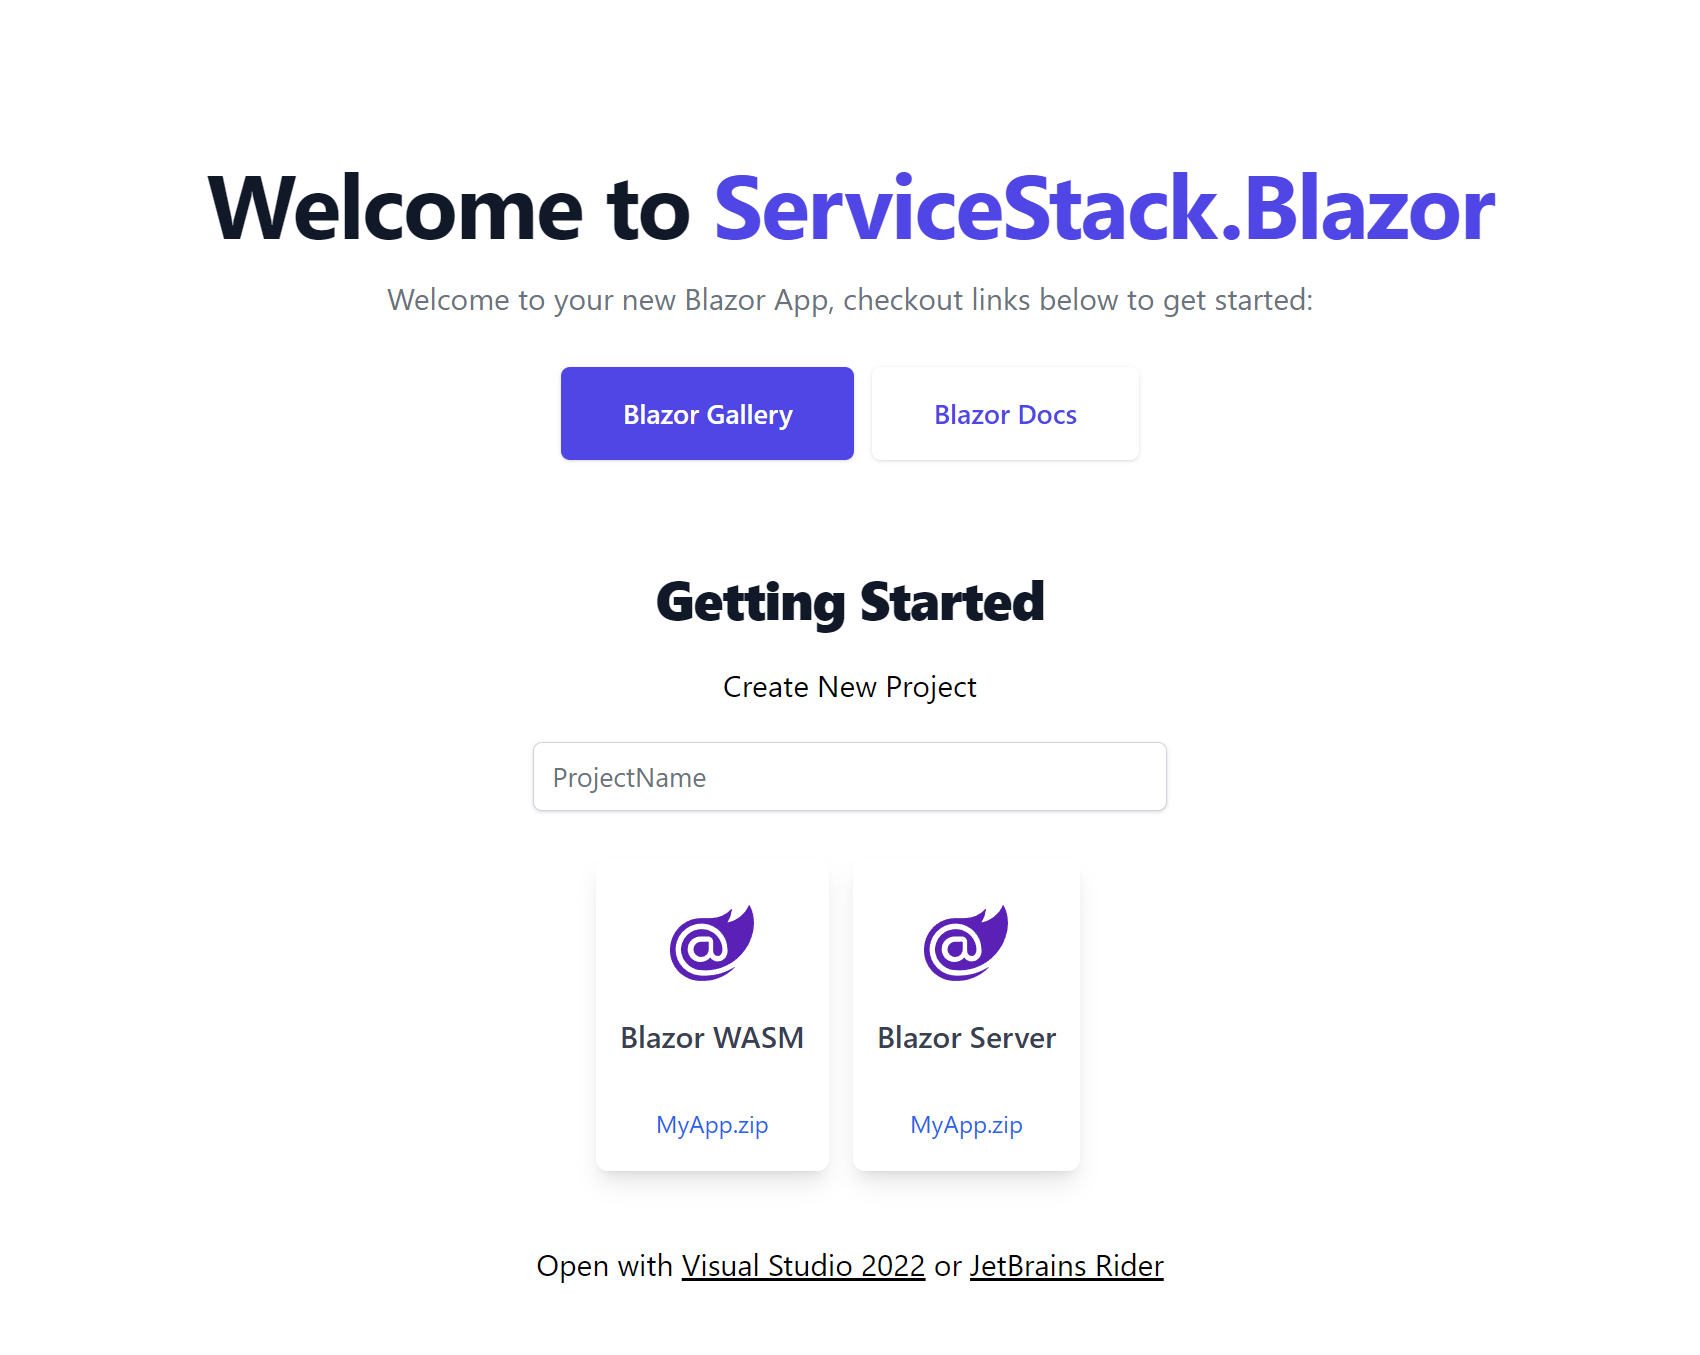 Welcome to ServiceStack.Blazor
Welcome to your new Blazor App, checkout links below to get started:
Blazor Gallery
Blazor Docs
Getting Started
Create New Project
ProjectName
@ @
Blazor WASM
Blazor Server
MyApp.zip
MyApp.zip
Open with Visual Studio 2022 or JetBrains Rider